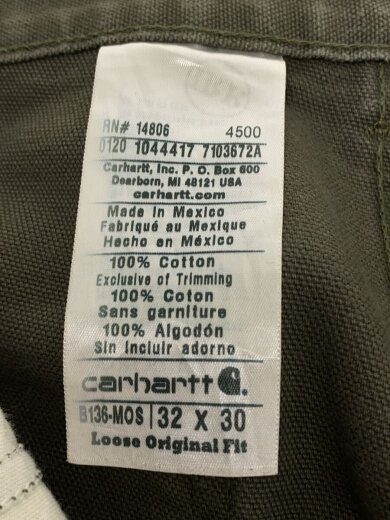 RN# 14806 4500
0120 1044417 7103672A
Carhartt, Inc. P. O. Box 600
Dearborn, MI 48121 USA
carhartt.com
Made in Mexico
Fabriqué au Mexique
Hecho en México
100% Cotton
Exclusive of Trimming
100% Coton
Sans garniture
100% Algodón
Sin incluir adorno
carhartt
B136-MOS 32 X 30
Loose Original Fit